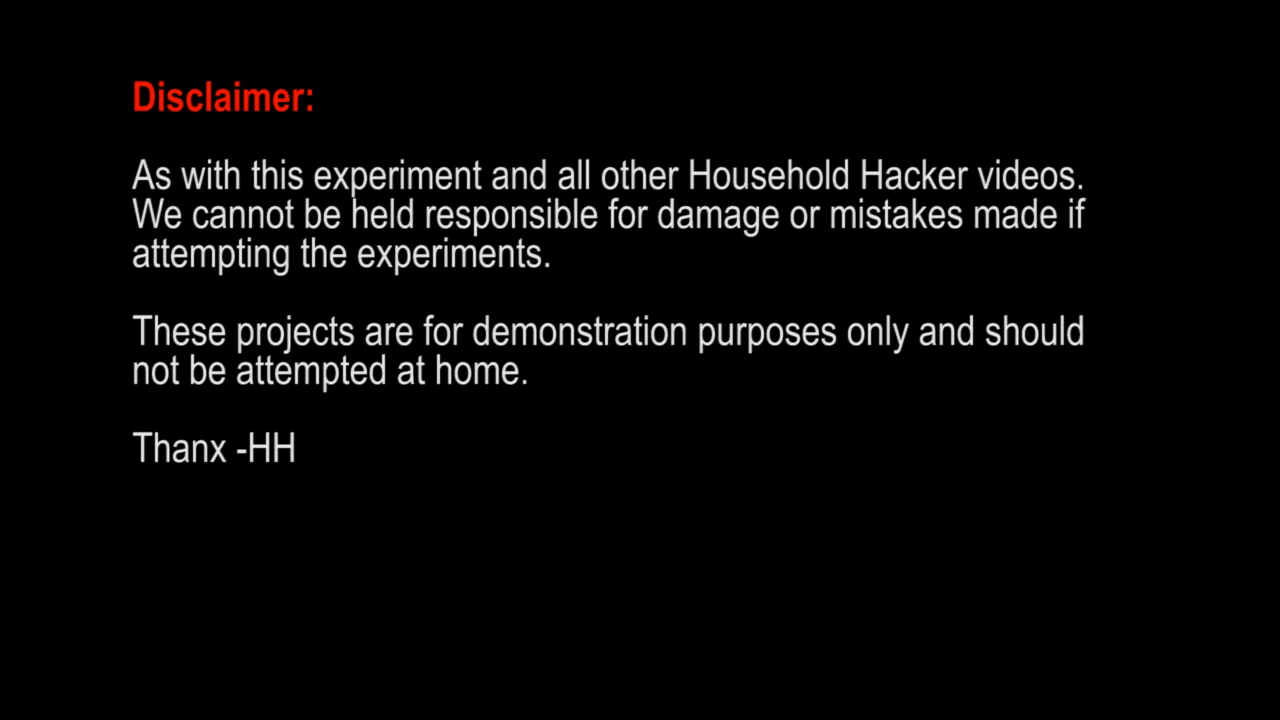 Disclaimer:
As with this experiment and all other Household Hacker videos.
We cannot be held responsible for damage or mistakes made if
attempting the experiments.
These projects are for demonstration purposes only and should
not be attempted at home.
Thanx -HH